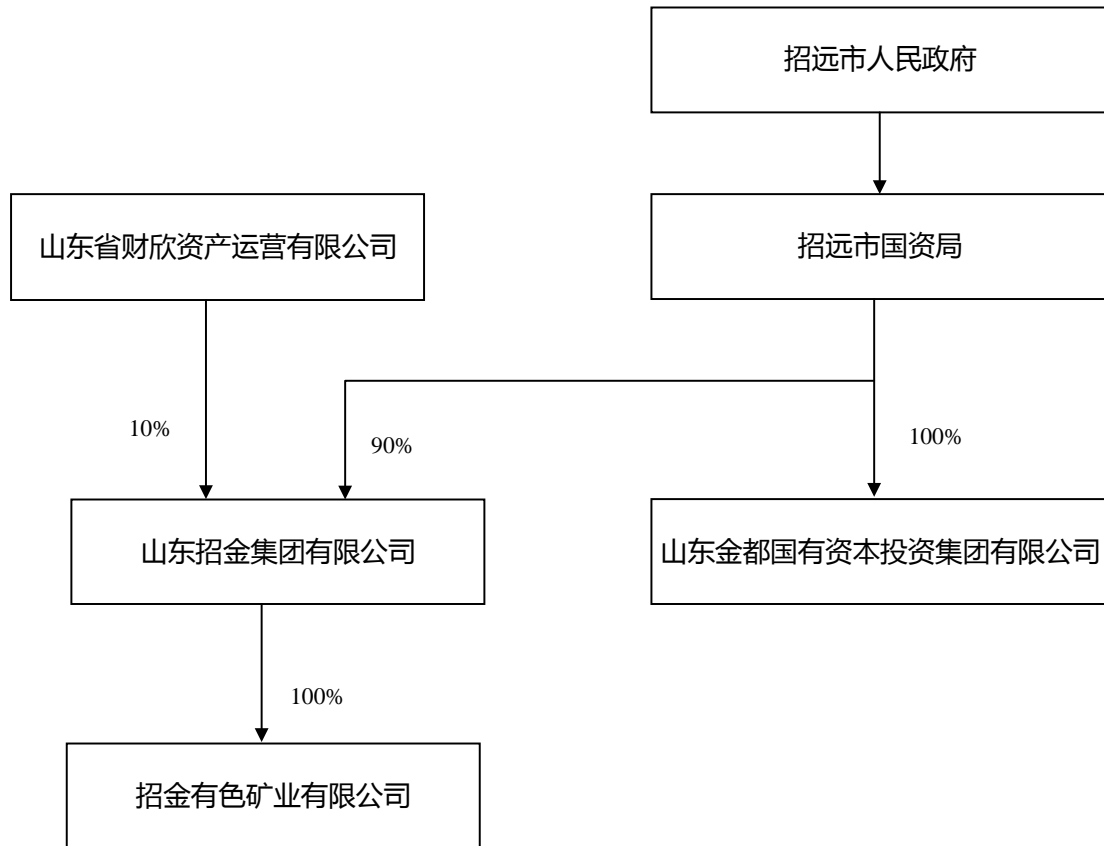 招远市人民政府
山东省财欣资产运营有限公司
招远市国资局
10%
90%
100%
山东招金集团有限公司
山东金都国有资本投资集团有限公司
100%
招金有色矿业有限公司